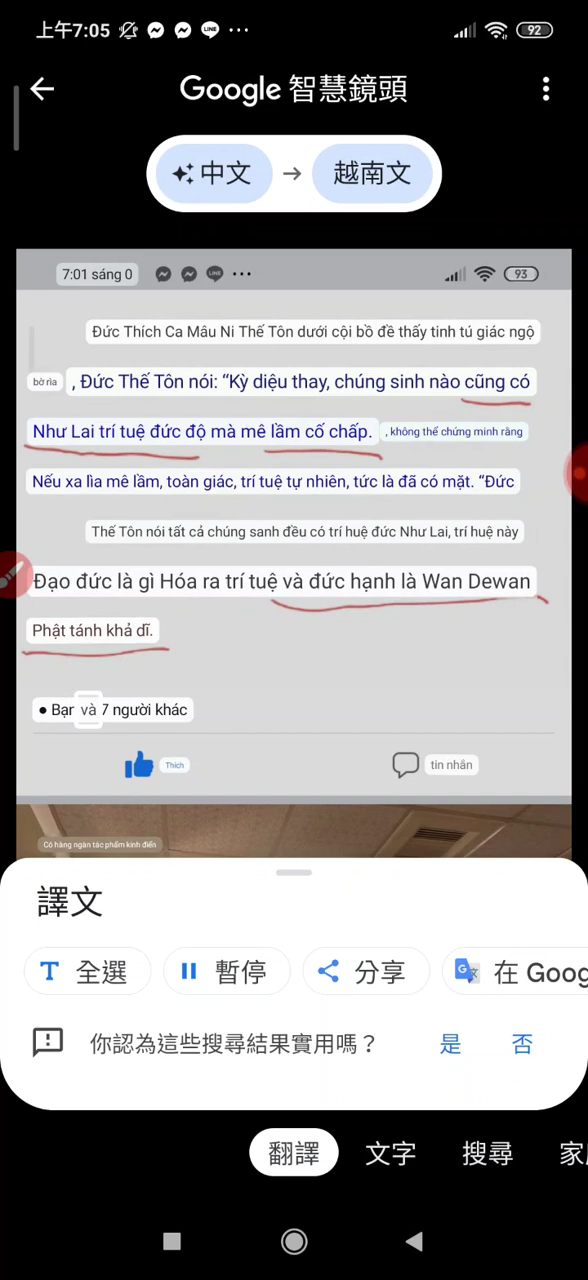 上午7:05
92
Google 智慧鏡頭
中文 → 越南文
7:01 sáng 0
LINE
93
Đức Thích Ca Mâu Ni Thế Tôn dưới cội bồ đề thấy tinh tú giác ngộ
bờ rìa , Đức Thế Tôn nói: “Kỳ diệu thay, chúng sinh nào cũng có
Như Lai trí tuệ đức độ mà mê lầm cố chấp. , không thể chứng minh rằng
Nếu xa lìa mê lầm, toàn giác, trí tuệ tự nhiên, tức là đã có mặt. “Đức
Thế Tôn nói tất cả chúng sanh đều có trí huệ đức Như Lai, trí huệ này
Đạo đức là gì Hóa ra trí tuệ và đức hạnh là Wan Dewan
Phật tánh khả dĩ.
• Bạn và 7 người khác
Thích
tin nhắn
Có hàng ngàn tác phẩm kinh điển
譯文
全選
暫停
分享
在 Goog
你認為這些搜尋結果實用嗎？
是
否
翻譯
文字
搜尋
家